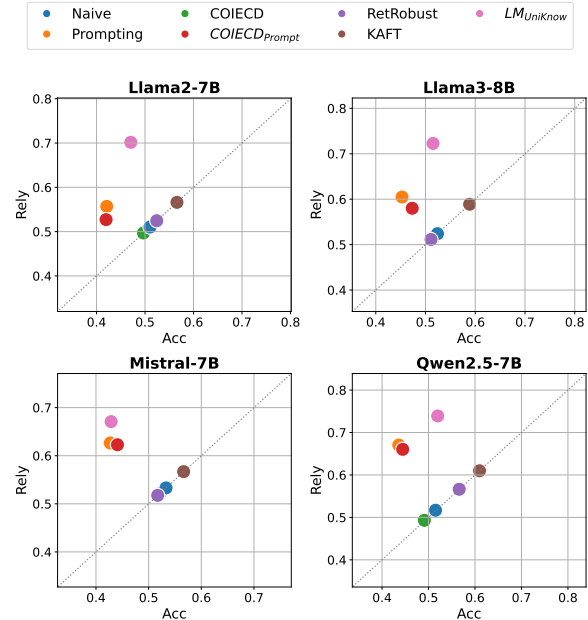 Naive
Prompting
COIECD
COIECD_Prompt
RetRobust
KAFT
LM_UniKnow
Llama2-7B
0.8
0.7
0.6
0.5
0.4
Rely
0.4 0.5 0.6 0.7 0.8
Acc
Llama3-8B
0.8
0.7
0.6
0.5
0.4
Rely
0.4 0.5 0.6 0.7 0.8
Acc
Mistral-7B
0.7
0.6
0.5
0.4
Rely
0.4 0.5 0.6 0.7
Acc
Qwen2.5-7B
0.8
0.7
0.6
0.5
0.4
Rely
0.4 0.5 0.6 0.7 0.8
Acc